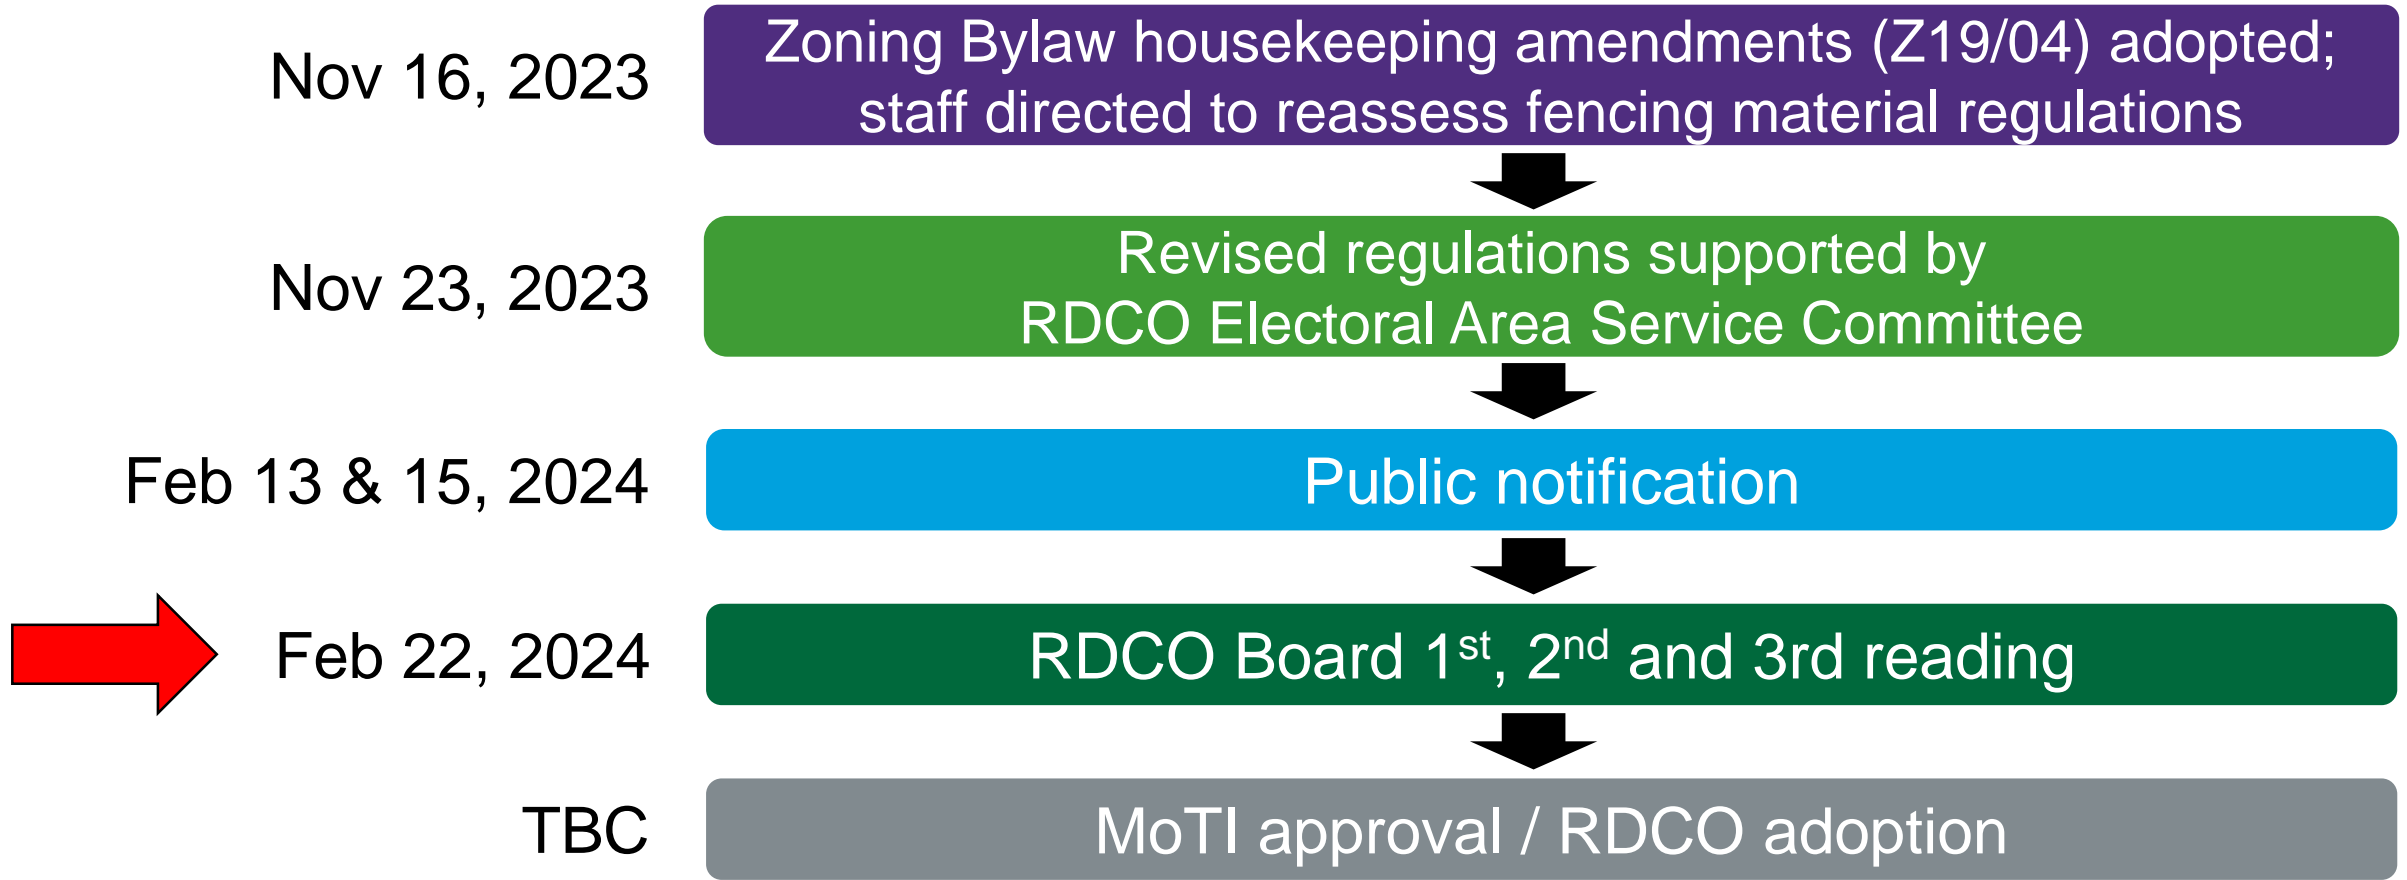 Nov 16, 2023
Zoning Bylaw housekeeping amendments (Z19/04) adopted;
staff directed to reassess fencing material regulations
Nov 23, 2023
Revised regulations supported by
RDCO Electoral Area Service Committee
Feb 13 & 15, 2024
Public notification
Feb 22, 2024
RDCO Board 1st, 2nd and 3rd reading
TBC
MoTI approval / RDCO adoption